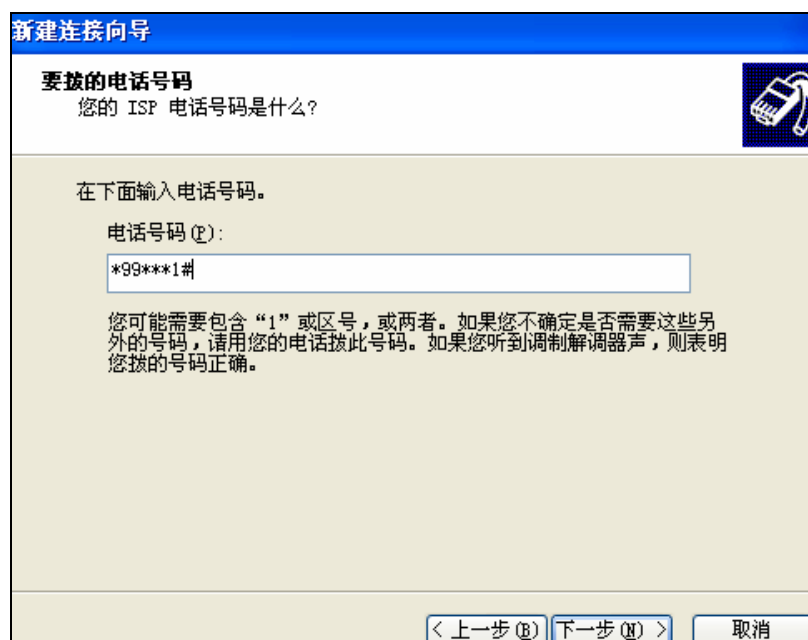 新建连接向导
要拨的电话号码
您的 ISP 电话号码是什么?
在下面输入电话号码。
电话号码(P):
*99***1#
您可能需要包含“1”或区号，或两者。如果您不确定是否需要这些另
外的号码，请用您的电话拨此号码。如果您听到调制解调器声，则表明
您拨的号码正确。
< 上一步(B) 下一步(N) > 取消